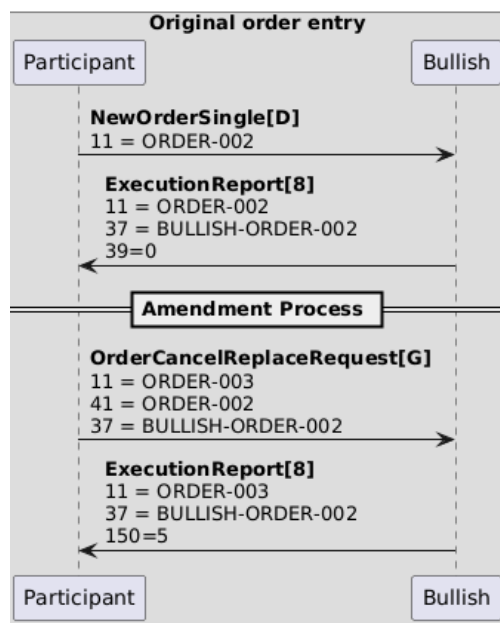 Original order entry
Participant
Bullish
NewOrderSingle[D]
11 = ORDER-002
ExecutionReport[8]
11 = ORDER-002
37 = BULLISH-ORDER-002
39=0
Amendment Process
OrderCancelReplaceRequest[G]
11 = ORDER-003
41 = ORDER-002
37 = BULLISH-ORDER-002
ExecutionReport[8]
11 = ORDER-003
37 = BULLISH-ORDER-002
150=5
Participant
Bullish